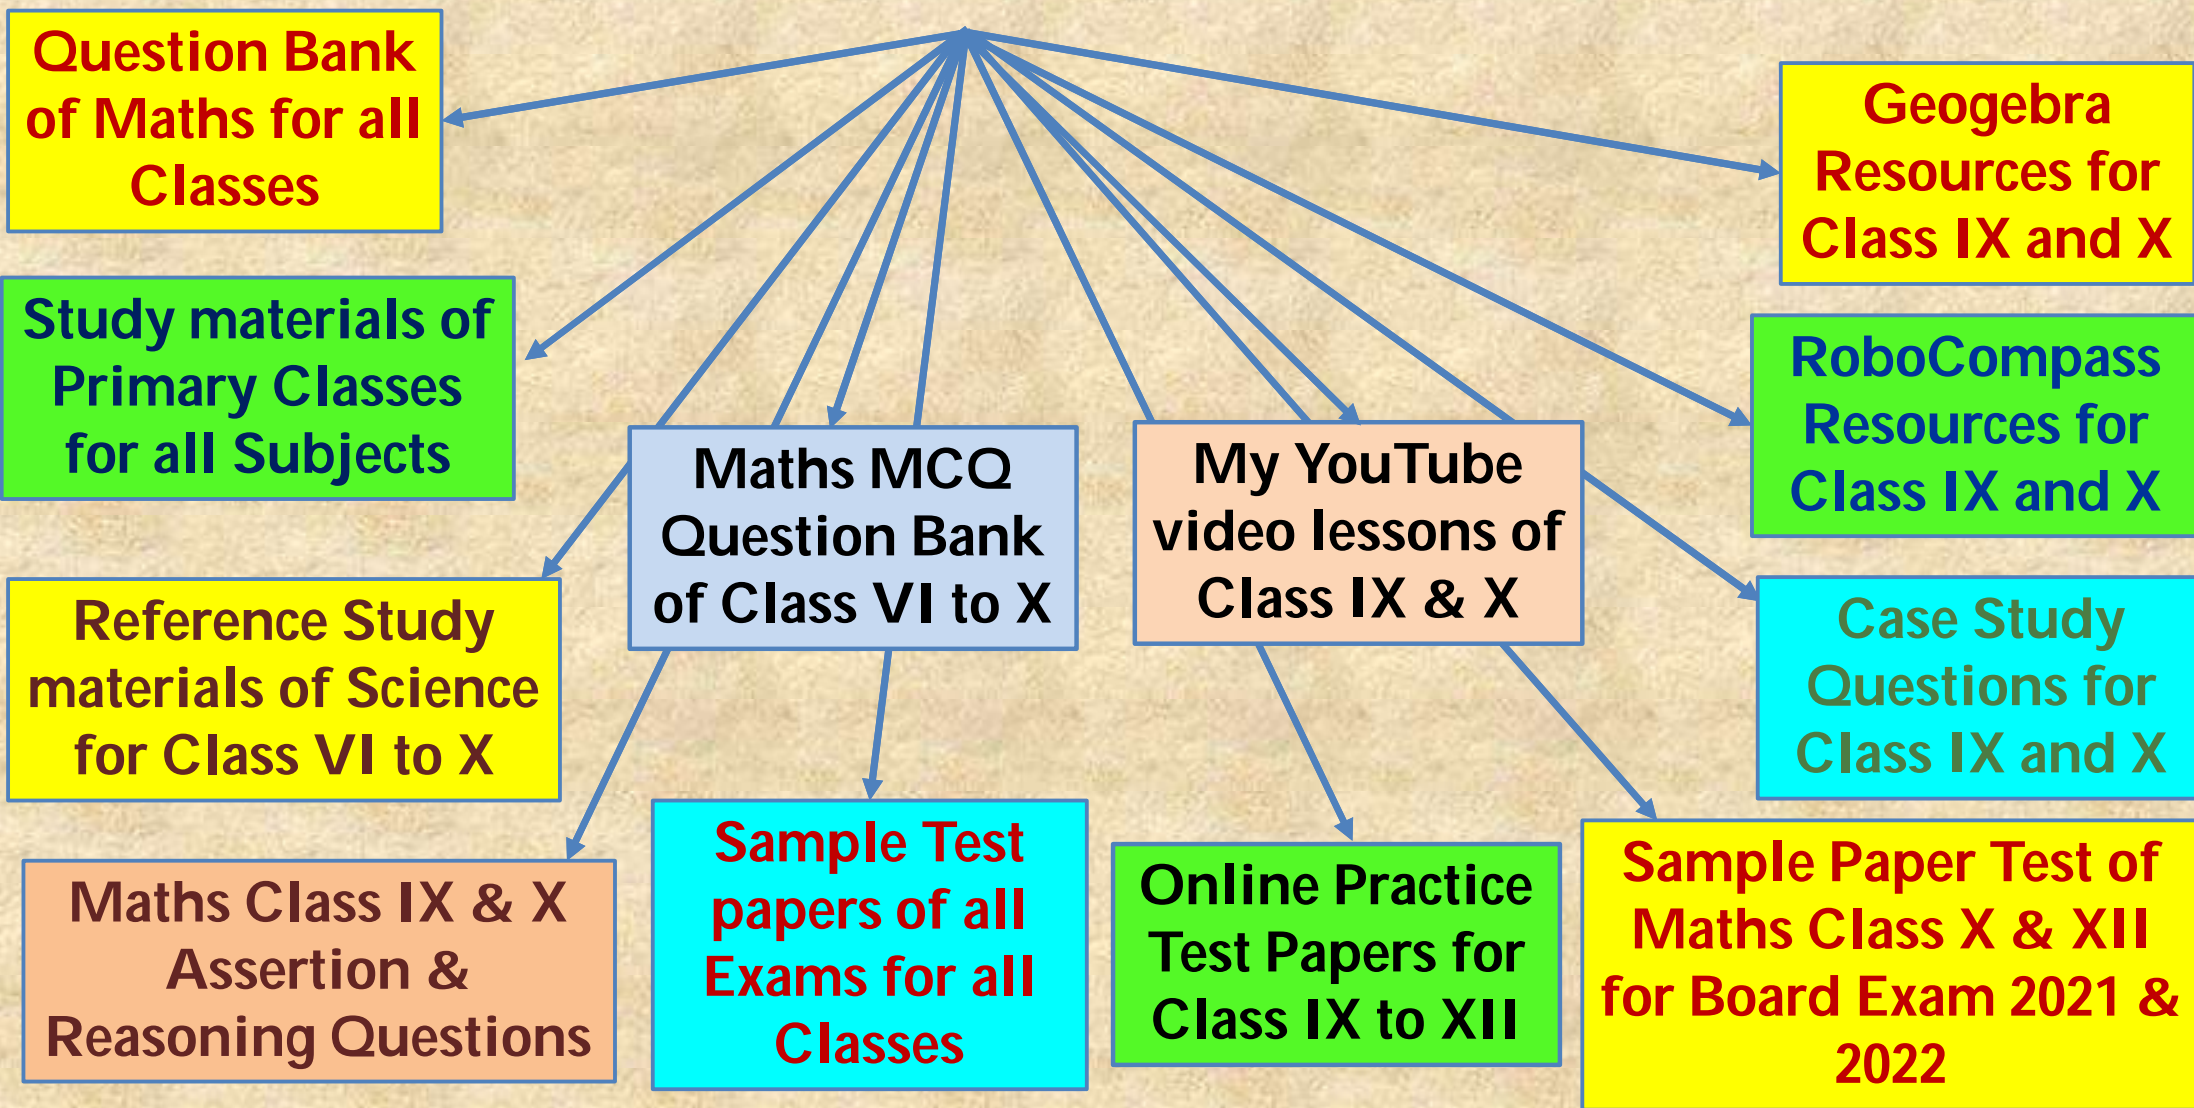 Question Bank
of Maths for all
Classes
Geogebra
Resources for
Class IX and X
Study materials of
Primary Classes
for all Subjects
RoboCompass
Resources for
Class IX and X
Maths MCQ
Question Bank
of Class VI to X
My YouTube
video lessons of
Class IX & X
Reference Study
materials of Science
for Class VI to X
Case Study
Questions for
Class IX and X
Maths Class IX & X
Assertion &
Reasoning Questions
Sample Test
papers of all
Exams for all
Classes
Online Practice
Test Papers for
Class IX to XII
Sample Paper Test of
Maths Class X & XII
for Board Exam 2021 &
2022